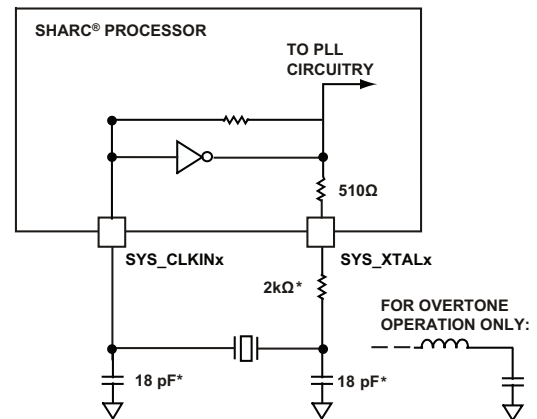 SHARC® PROCESSOR
TO PLL
CIRCUITRY
510Ω
SYS_CLKINx
SYS_XTALx
2kΩ*
FOR OVERTONE
OPERATION ONLY:
18 pF*
18 pF*